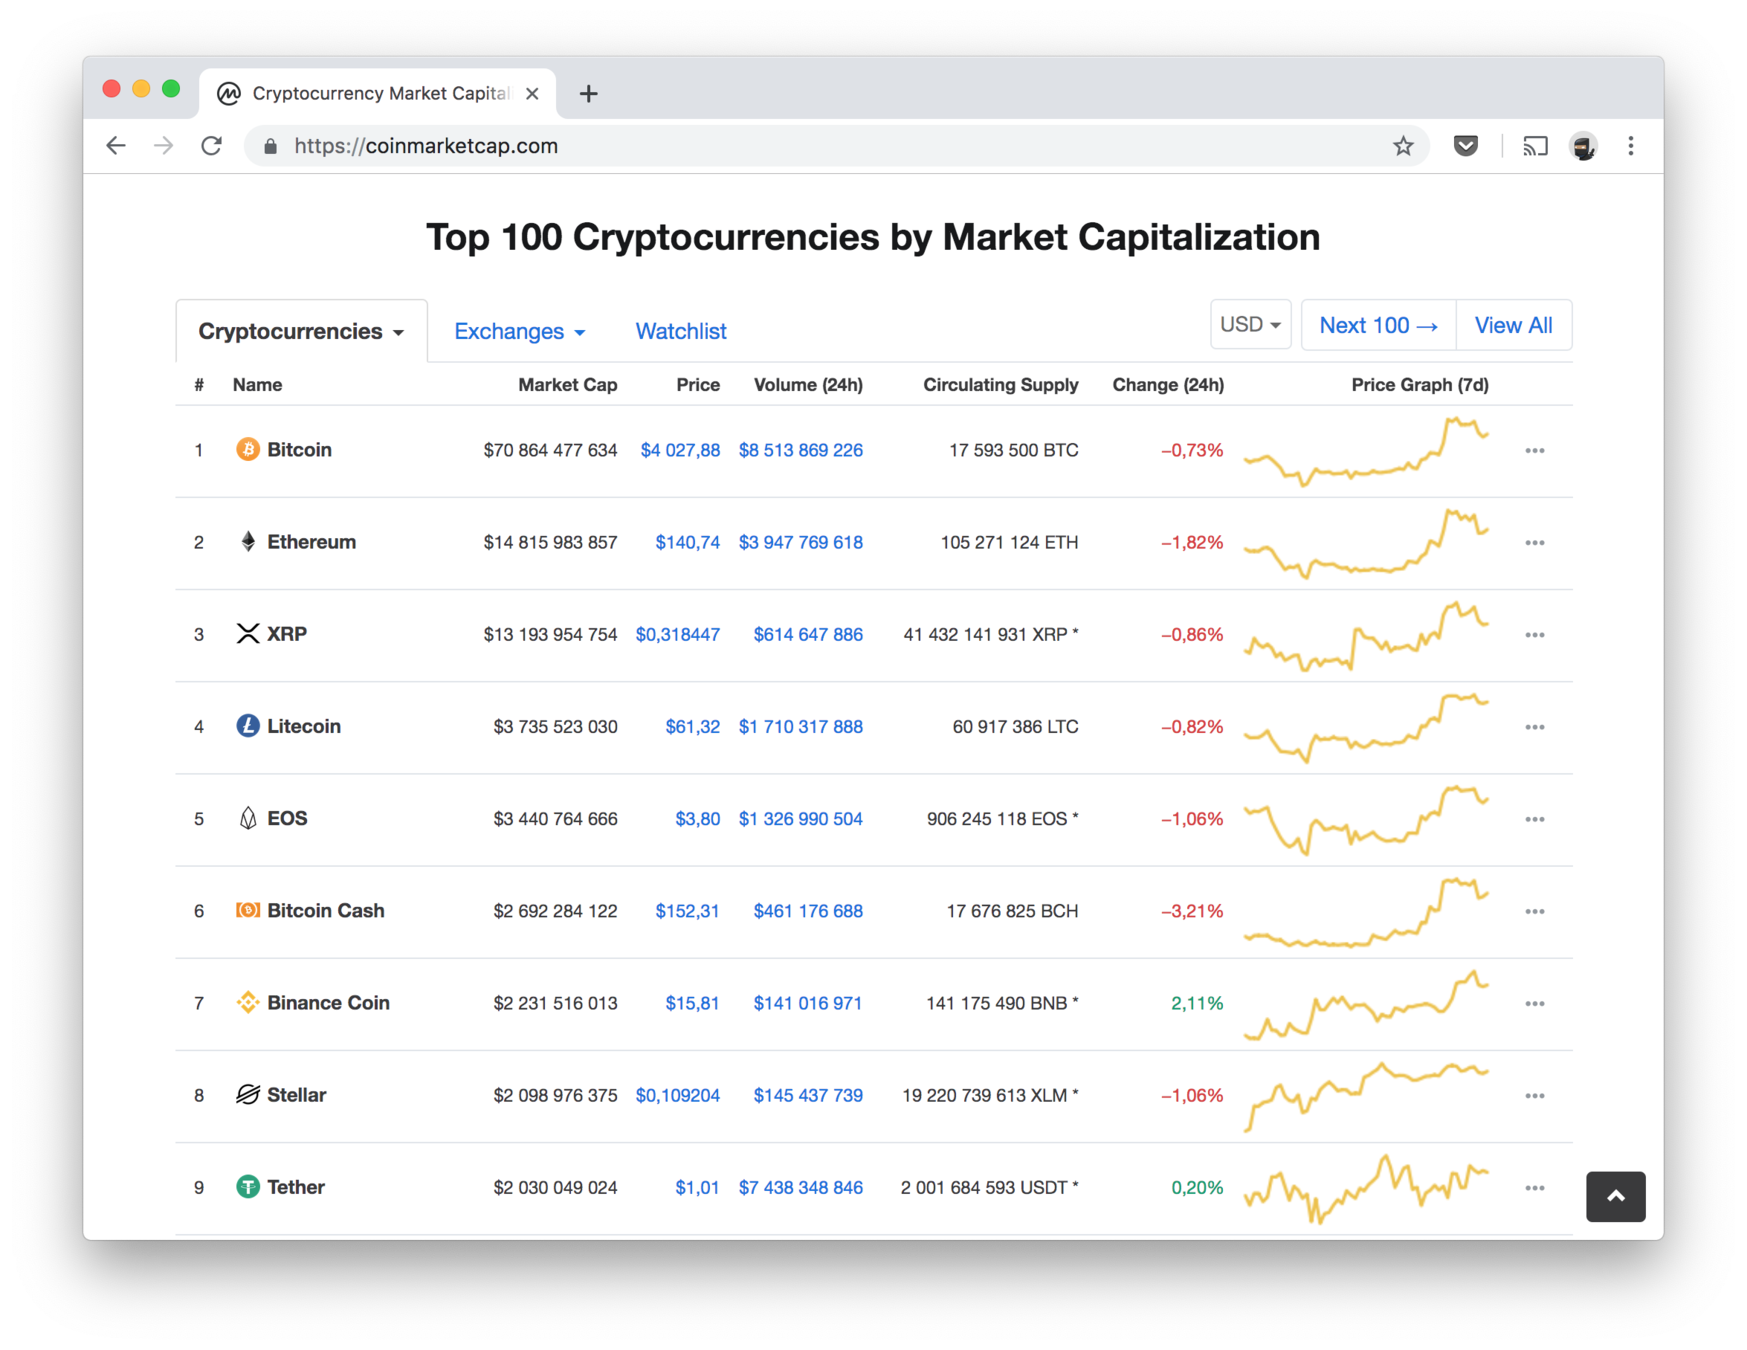 Cryptocurrency Market Capital
https://coinmarketcap.com
Top 100 Cryptocurrencies by Market Capitalization
Cryptocurrencies Exchanges Watchlist USD Next 100 → View All
# Name Market Cap Price Volume (24h) Circulating Supply Change (24h) Price Graph (7d)
1 Bitcoin $70 864 477 634 $4 027,88 $8 513 869 226 17 593 500 BTC −0,73%
2 Ethereum $14 815 983 857 $140,74 $3 947 769 618 105 271 124 ETH −1,82%
3 XRP $13 193 954 754 $0,318447 $614 647 886 41 432 141 931 XRP * −0,86%
4 Litecoin $3 735 523 030 $61,32 $1 710 317 888 60 917 386 LTC −0,82%
5 EOS $3 440 764 666 $3,80 $1 326 990 504 906 245 118 EOS * −1,06%
6 Bitcoin Cash $2 692 284 122 $152,31 $461 176 688 17 676 825 BCH −3,21%
7 Binance Coin $2 231 516 013 $15,81 $141 016 971 141 175 490 BNB * 2,11%
8 Stellar $2 098 976 375 $0,109204 $145 437 739 19 220 739 613 XLM * −1,06%
9 Tether $2 030 049 024 $1,01 $7 438 348 846 2 001 684 593 USDT * 0,20%